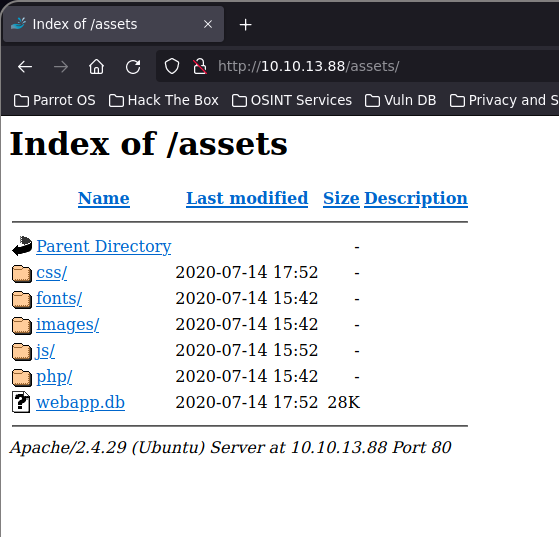 Index of /assets
http://10.10.13.88/assets/
Parrot OS Hack The Box OSINT Services Vuln DB Privacy and S
Index of /assets
Name Last modified Size Description
Parent Directory -
css/ 2020-07-14 17:52 -
fonts/ 2020-07-14 15:42 -
images/ 2020-07-14 15:42 -
js/ 2020-07-14 15:52 -
php/ 2020-07-14 15:42 -
webapp.db 2020-07-14 17:52 28K
Apache/2.4.29 (Ubuntu) Server at 10.10.13.88 Port 80